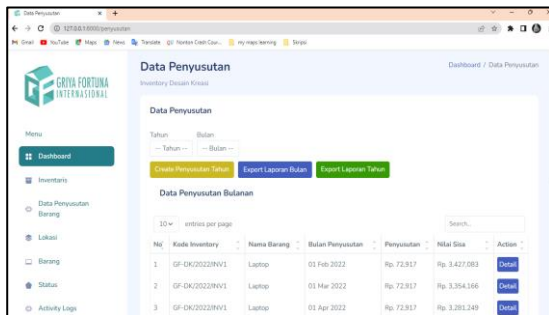 Data Penyusutan
127.0.0.1:8000/penyusutan
Gmail YouTube Maps News Translate Norton Credit Cour... my maps learning Skripsi
GRIYA FORTUNA
INTERNASIONAL
Menu
Dashboard
Inventaris
Data Penyusutan
Barang
Lokasi
Barang
Status
Activity Logs
Data Penyusutan
Dashboard / Data Penyusutan
Inventory Desain Kreasi
Data Penyusutan
Tahun Bulan
-- Tahun -- -- Bulan --
Create Penyusutan Tahun Export Laporan Bulan Export Laporan Tahun
Data Penyusutan Bulanan
10 entries per page Search...
No Kode Inventory Nama Barang Bulan Penyusutan Penyusutan Nilai Sisa Action
1 GF-DK/2022/INV1 Laptop 01 Feb 2022 Rp. 72,917 Rp. 3,427,083 Detail
2 GF-DK/2022/INV1 Laptop 01 Mar 2022 Rp. 72,917 Rp. 3,354,166 Detail
3 GF-DK/2022/INV1 Laptop 01 Apr 2022 Rp. 72,917 Rp. 3,281,249 Detail